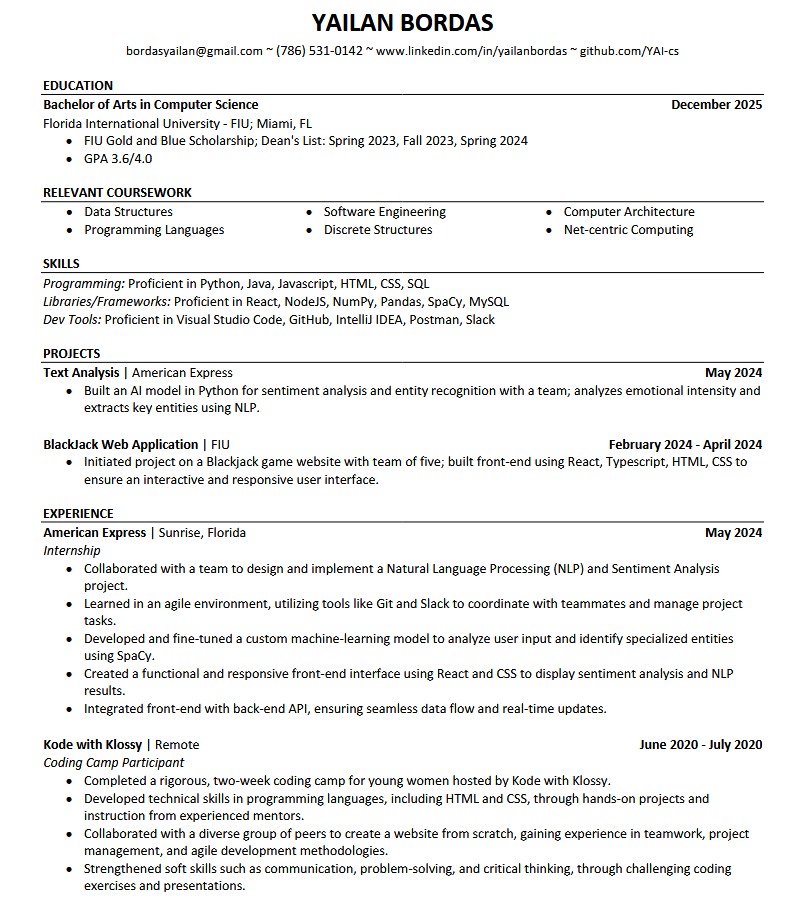 YAILAN BORDAS
bordasyailan@gmail.com ~ (786) 531-0142 ~ www.linkedin.com/in/yailanbordas ~ github.com/YAI-cs
EDUCATION
Bachelor of Arts in Computer Science December 2025
Florida International University - FIU; Miami, FL
• FIU Gold and Blue Scholarship; Dean's List: Spring 2023, Fall 2023, Spring 2024
• GPA 3.6/4.0
RELEVANT COURSEWORK
• Data Structures • Software Engineering • Computer Architecture
• Programming Languages • Discrete Structures • Net-centric Computing
SKILLS
Programming: Proficient in Python, Java, Javascript, HTML, CSS, SQL
Libraries/Frameworks: Proficient in React, NodeJS, NumPy, Pandas, SpaCy, MySQL
Dev Tools: Proficient in Visual Studio Code, GitHub, IntelliJ IDEA, Postman, Slack
PROJECTS
Text Analysis | American Express May 2024
• Built an AI model in Python for sentiment analysis and entity recognition with a team; analyzes emotional intensity and
extracts key entities using NLP.
BlackJack Web Application | FIU February 2024 - April 2024
• Initiated project on a Blackjack game website with team of five; built front-end using React, Typescript, HTML, CSS to
ensure an interactive and responsive user interface.
EXPERIENCE
American Express | Sunrise, Florida May 2024
Internship
• Collaborated with a team to design and implement a Natural Language Processing (NLP) and Sentiment Analysis
project.
• Learned in an agile environment, utilizing tools like Git and Slack to coordinate with teammates and manage project
tasks.
• Developed and fine-tuned a custom machine-learning model to analyze user input and identify specialized entities
using SpaCy.
• Created a functional and responsive front-end interface using React and CSS to display sentiment analysis and NLP
results.
• Integrated front-end with back-end API, ensuring seamless data flow and real-time updates.
Kode with Klossy | Remote June 2020 - July 2020
Coding Camp Participant
• Completed a rigorous, two-week coding camp for young women hosted by Kode with Klossy.
• Developed technical skills in programming languages, including HTML and CSS, through hands-on projects and
instruction from experienced mentors.
• Collaborated with a diverse group of peers to create a website from scratch, gaining experience in teamwork, project
management, and agile development methodologies.
• Strengthened soft skills such as communication, problem-solving, and critical thinking, through challenging coding
exercises and presentations.